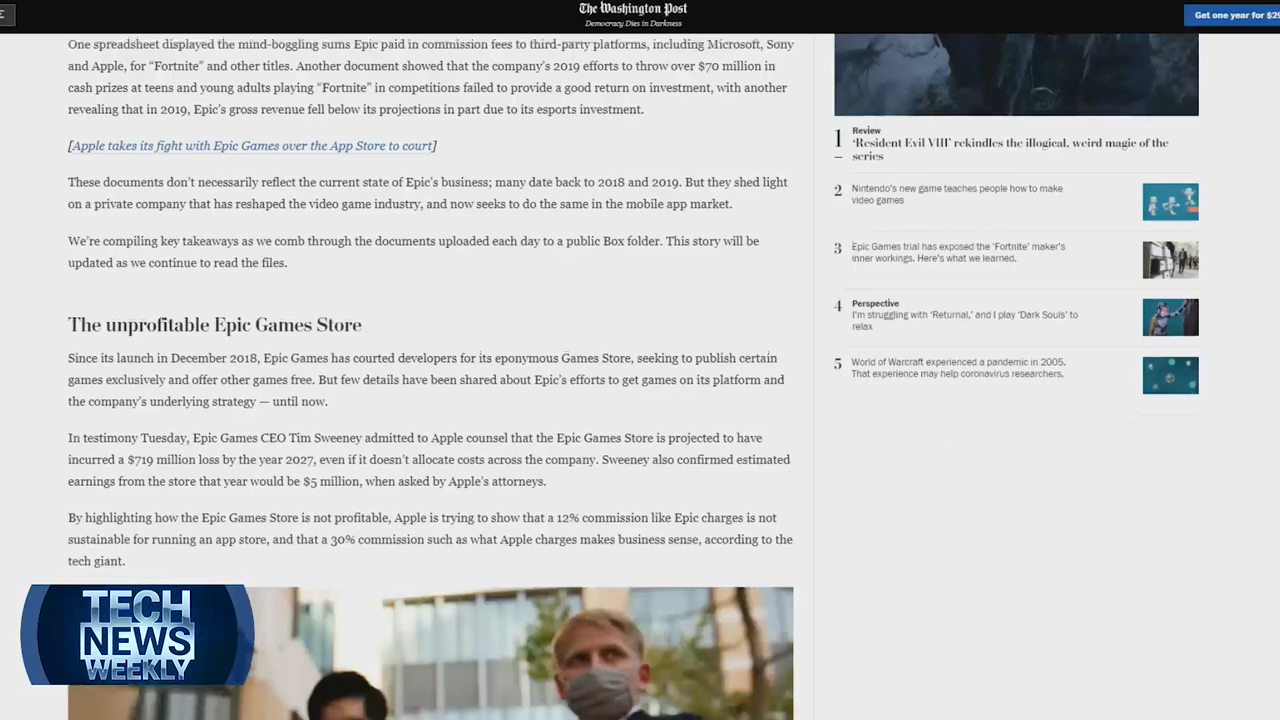 The Washington Post
Democracy Dies in Darkness
Get one year for $29
One spreadsheet displayed the mind-boggling sums Epic paid in commission fees to third-party platforms, including Microsoft, Sony
and Apple, for “Fortnite” and other titles. Another document showed that the company’s 2019 efforts to throw over $70 million in
cash prizes at teens and young adults playing “Fortnite” in competitions failed to provide a good return on investment, with another
revealing that in 2019, Epic’s gross revenue fell below its projections in part due to its esports investment.
[Apple takes its fight with Epic Games over the App Store to court]
These documents don’t necessarily reflect the current state of Epic’s business; many date back to 2018 and 2019. But they shed light
on a private company that has reshaped the video game industry, and now seeks to do the same in the mobile app market.
We’re compiling key takeaways as we comb through the documents uploaded each day to a public Box folder. This story will be
updated as we continue to read the files.
The unprofitable Epic Games Store
Since its launch in December 2018, Epic Games has courted developers for its eponymous Games Store, seeking to publish certain
games exclusively and offer other games free. But few details have been shared about Epic’s efforts to get games on its platform and
the company’s underlying strategy — until now.
In testimony Tuesday, Epic Games CEO Tim Sweeney admitted to Apple counsel that the Epic Games Store is projected to have
incurred a $719 million loss by the year 2027, even if it doesn’t allocate costs across the company. Sweeney also confirmed estimated
earnings from the store that year would be $5 million, when asked by Apple’s attorneys.
By highlighting how the Epic Games Store is not profitable, Apple is trying to show that a 12% commission like Epic charges is not
sustainable for running an app store, and that a 30% commission such as what Apple charges makes business sense, according to the
tech giant.
1
Review
‘Resident Evil VIII’ rekindles the illogical, weird magic of the
series
2
Nintendo’s new game teaches people how to make
video games
3
Epic Games trial has exposed the ‘Fortnite’ maker’s
inner workings. Here’s what we learned.
4
Perspective
I’m struggling with ‘Returnal,’ and I play ‘Dark Souls’ to
relax
5
World of Warcraft experienced a pandemic in 2005.
That experience may help coronavirus researchers.
TECH
NEWS
WEEKLY